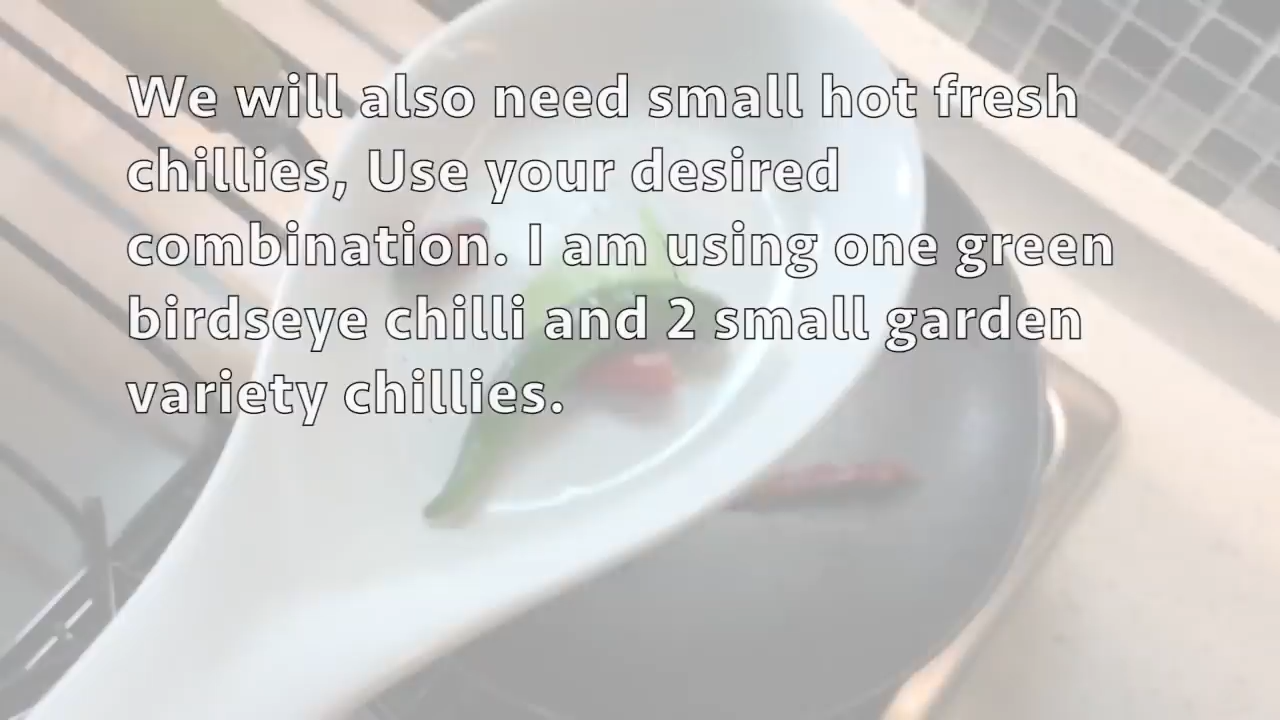 We will also need small hot fresh
chillies, Use your desired
combination. I am using one green
birdseye chilli and 2 small garden
variety chillies.